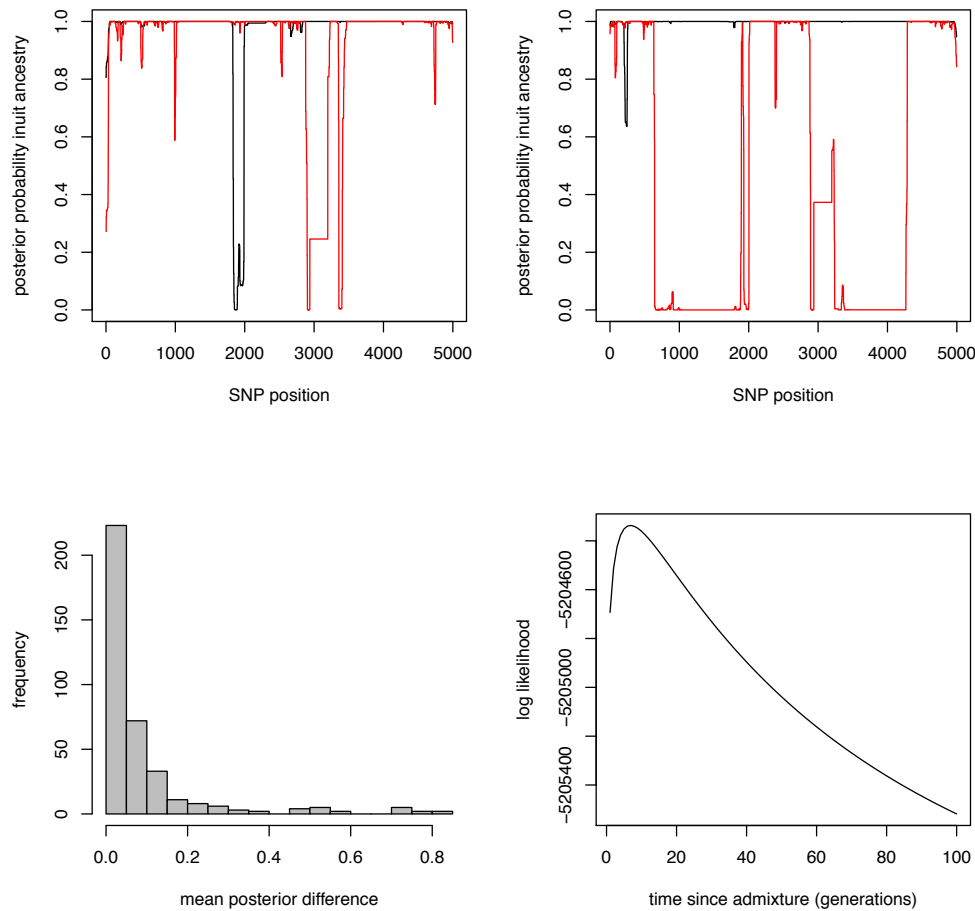 posterior probability inuit ancestry
1.0
0.8
0.6
0.4
0.2
0.0
0 1000 2000 3000 4000 5000
SNP position
posterior probability inuit ancestry
1.0
0.8
0.6
0.4
0.2
0.0
0 1000 2000 3000 4000 5000
SNP position
frequency
200
150
100
50
0
0.0 0.2 0.4 0.6 0.8
mean posterior difference
log likelihood
−5204600
−5205000
−5205400
0 20 40 60 80 100
time since admixture (generations)